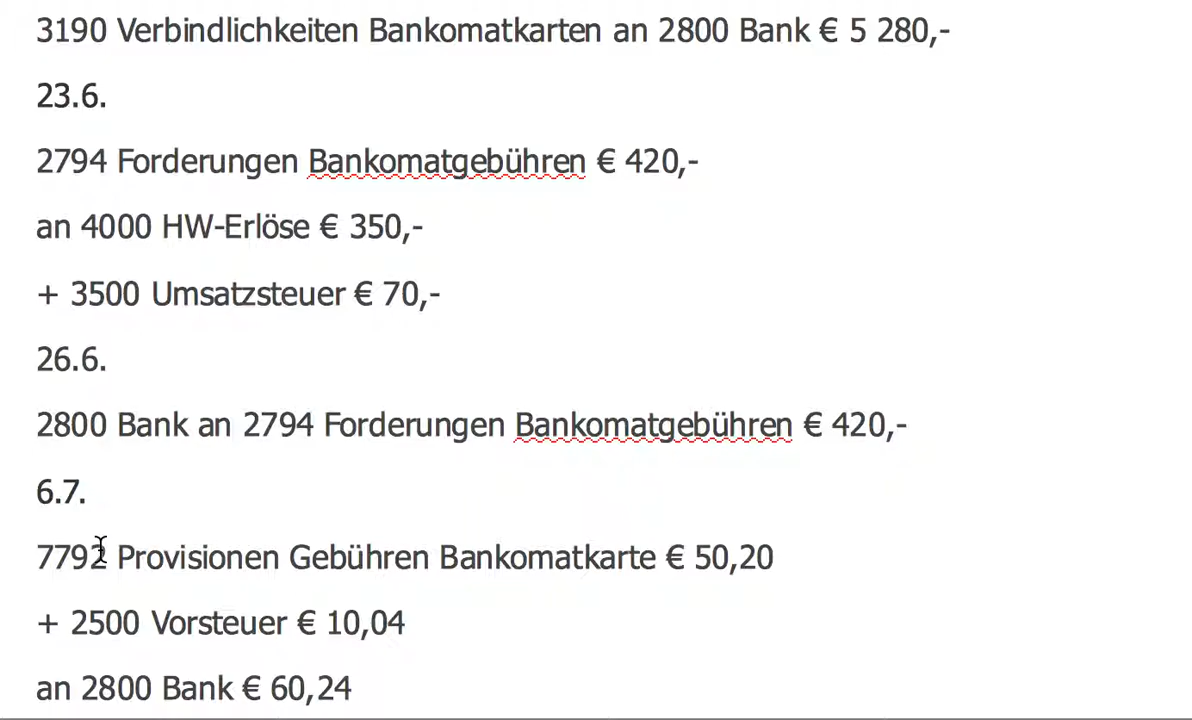 3190 Verbindlichkeiten Bankomatkarten an 2800 Bank € 5 280,-
23.6.
2794 Forderungen Bankomatgebühren € 420,-
an 4000 HW-Erlöse € 350,-
+ 3500 Umsatzsteuer € 70,-
26.6.
2800 Bank an 2794 Forderungen Bankomatgebühren € 420,-
6.7.
7792 Provisionen Gebühren Bankomatkarte € 50,20
+ 2500 Vorsteuer € 10,04
an 2800 Bank € 60,24